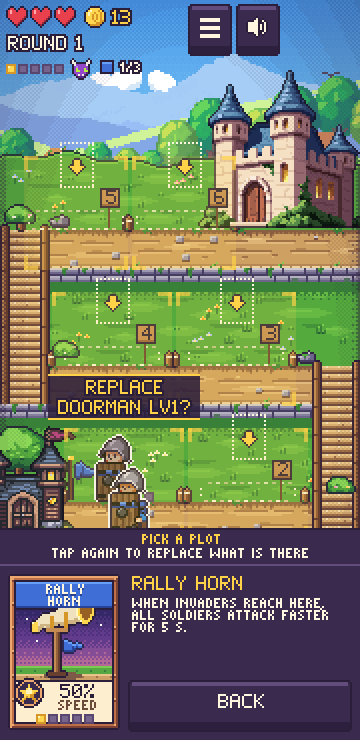 13
ROUND 1
1/3
5
6
4
3
REPLACE
DOORMAN LV1?
2
PICK A PLOT
TAP AGAIN TO REPLACE WHAT IS THERE
RALLY
HORN
50%
SPEED
RALLY HORN
WHEN INVADERS REACH HERE,
ALL SOLDIERS ATTACK FASTER
FOR 5 S.
BACK